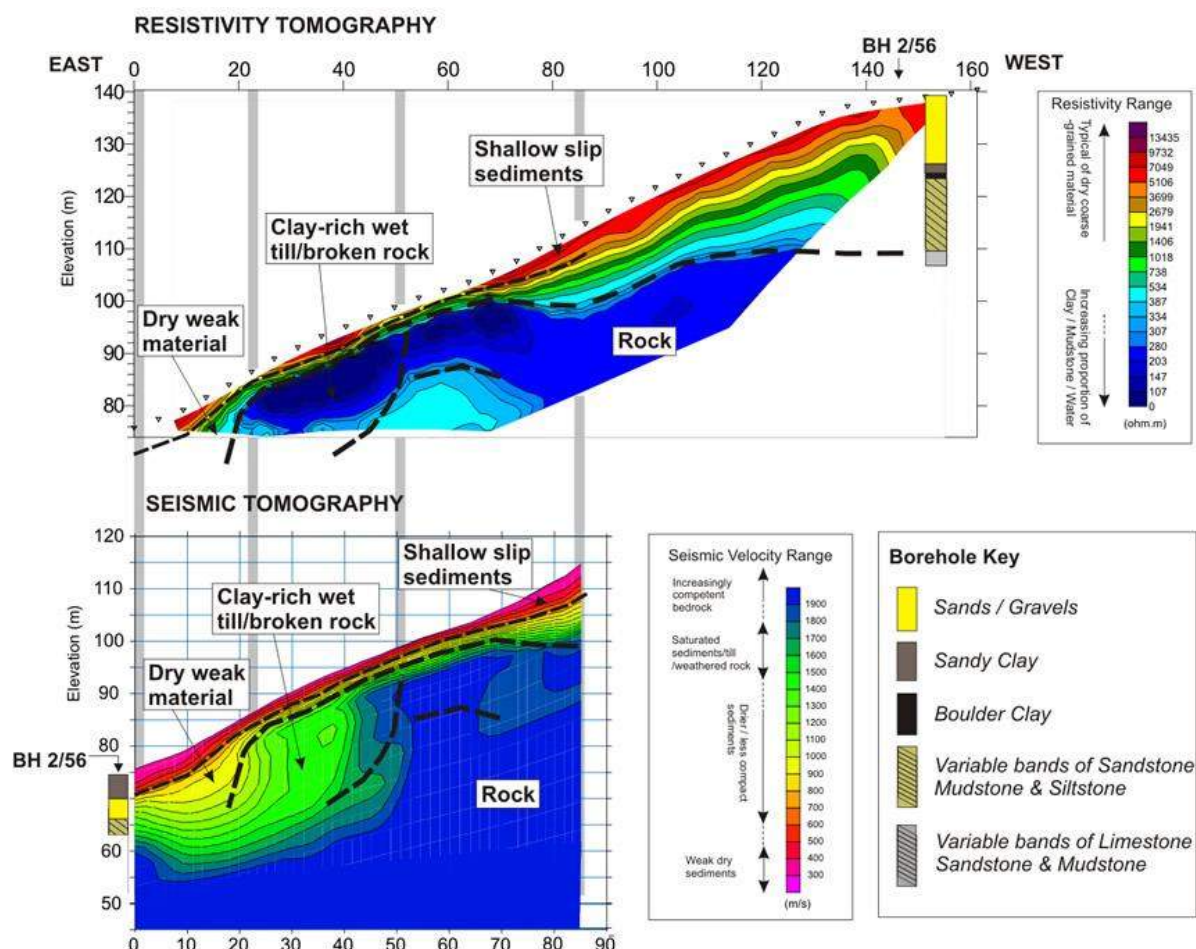 RESISTIVITY TOMOGRAPHY
BH 2/56
EAST
0 20 40 60 80 100 120 140 160
WEST
140
130
120
110
100
90
80
Elevation (m)
Shallow slip
sediments
Clay-rich wet
till/broken rock
Dry weak
material
Rock
Resistivity Range
Typical of dry coarse
-grained material
Increasing proportion of
Clay / Mudstone / Water
13435
9732
7049
5106
3699
2679
1941
1406
1018
738
534
387
334
307
280
203
147
107
0
(ohm.m)
SEISMIC TOMOGRAPHY
120
110
100
90
80
70
60
50
Elevation (m)
Shallow slip
sediments
Clay-rich wet
till/broken rock
Dry weak
material
BH 2/56
Rock
0 10 20 30 40 50 60 70 80 90
Seismic Velocity Range
Increasingly
competent
bedrock
Saturated
sediments/till
/weathered rock
Drier / less
compact
sediments
Weak dry
sediments
1900
1800
1700
1600
1500
1400
1300
1200
1100
1000
900
800
700
600
500
400
300
(m/s)
Borehole Key
Sands / Gravels
Sandy Clay
Boulder Clay
Variable bands of Sandstone
Mudstone & Siltstone
Variable bands of Limestone
Sandstone & Mudstone